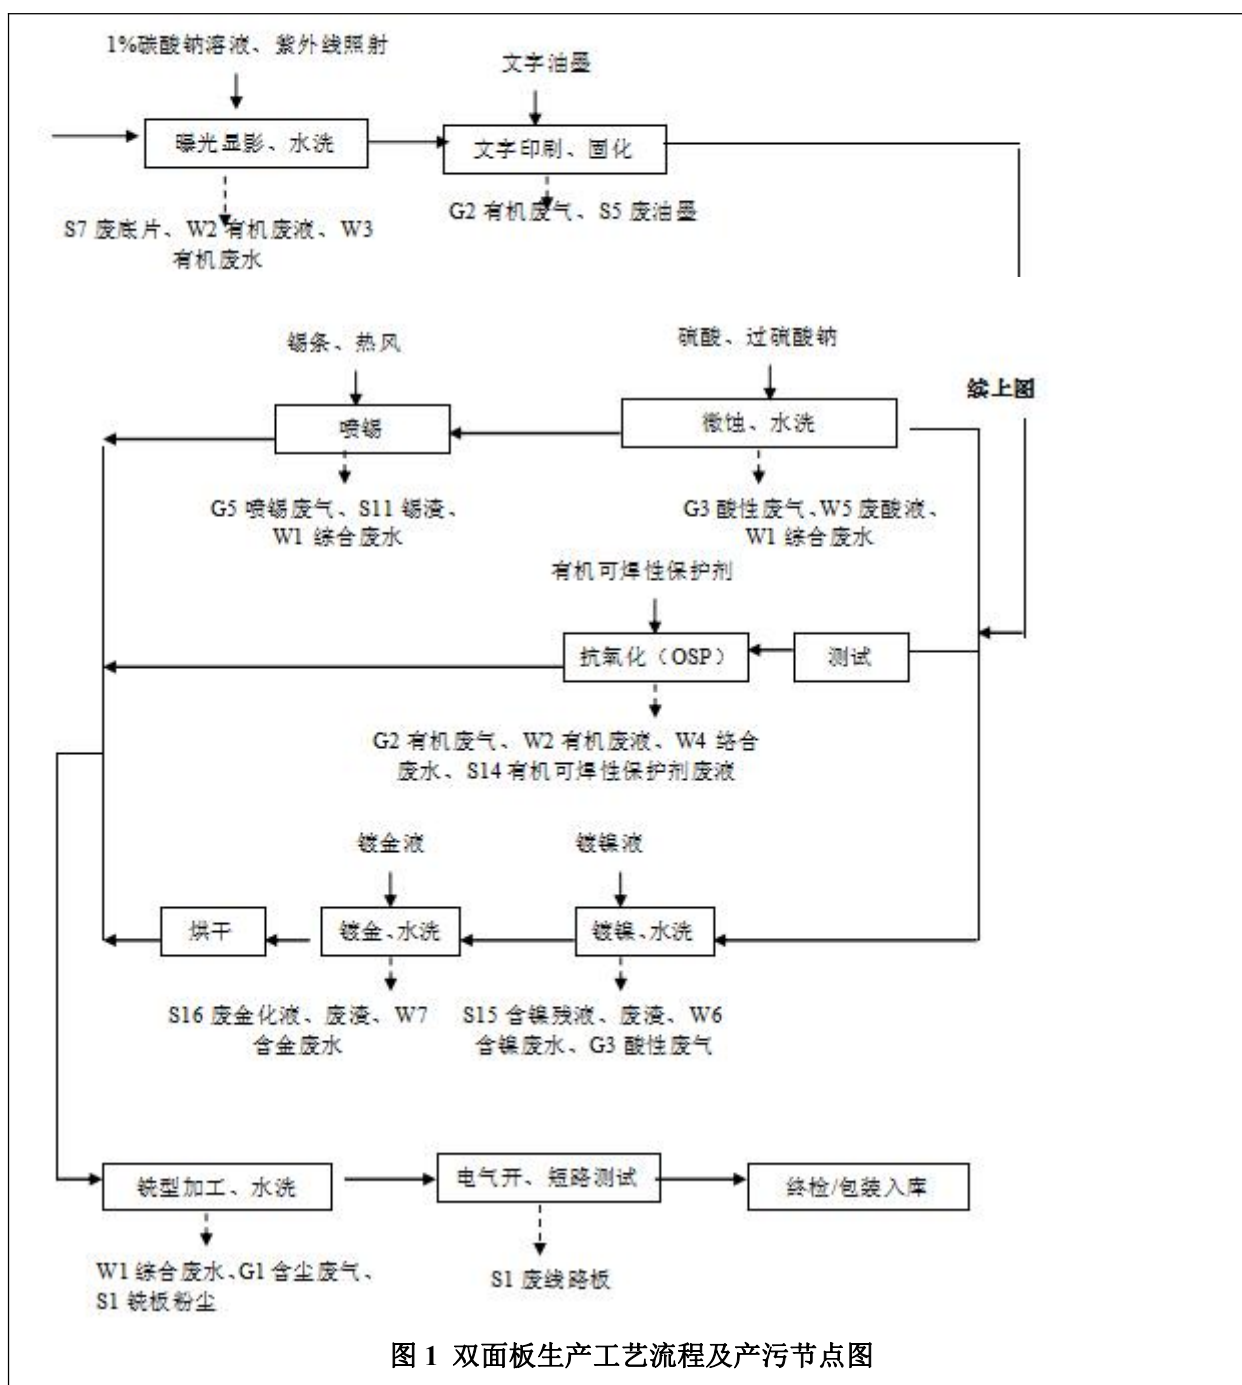 1%碳酸钠溶液、紫外线照射
文字油墨
曝光显影、水洗
文字印刷、固化
S7 废底片、W2 有机废液、W3
有机废水
G2 有机废气、S5 废油墨
锡条、热风
硫酸、过硫酸钠
续上图
喷锡
微蚀、水洗
G5 喷锡废气、S11 锡渣、
W1 综合废水
G3 酸性废气、W5 废酸液、
W1 综合废水
有机可焊性保护剂
抗氧化（OSP）
测试
G2 有机废气、W2 有机废液、W4 络合
废水、S14 有机可焊性保护剂废液
镀金液
镀镍液
烘干
镀金、水洗
镀镍、水洗
S16 废金化液、废渣、W7
含金废水
S15 含镍残液、废渣、W6
含镍废水、G3 酸性废气
铣型加工、水洗
电气开、短路测试
终检/包装入库
W1 综合废水、G1 含尘废气、
S1 铣板粉尘
S1 废线路板
图 1 双面板生产工艺流程及产污节点图